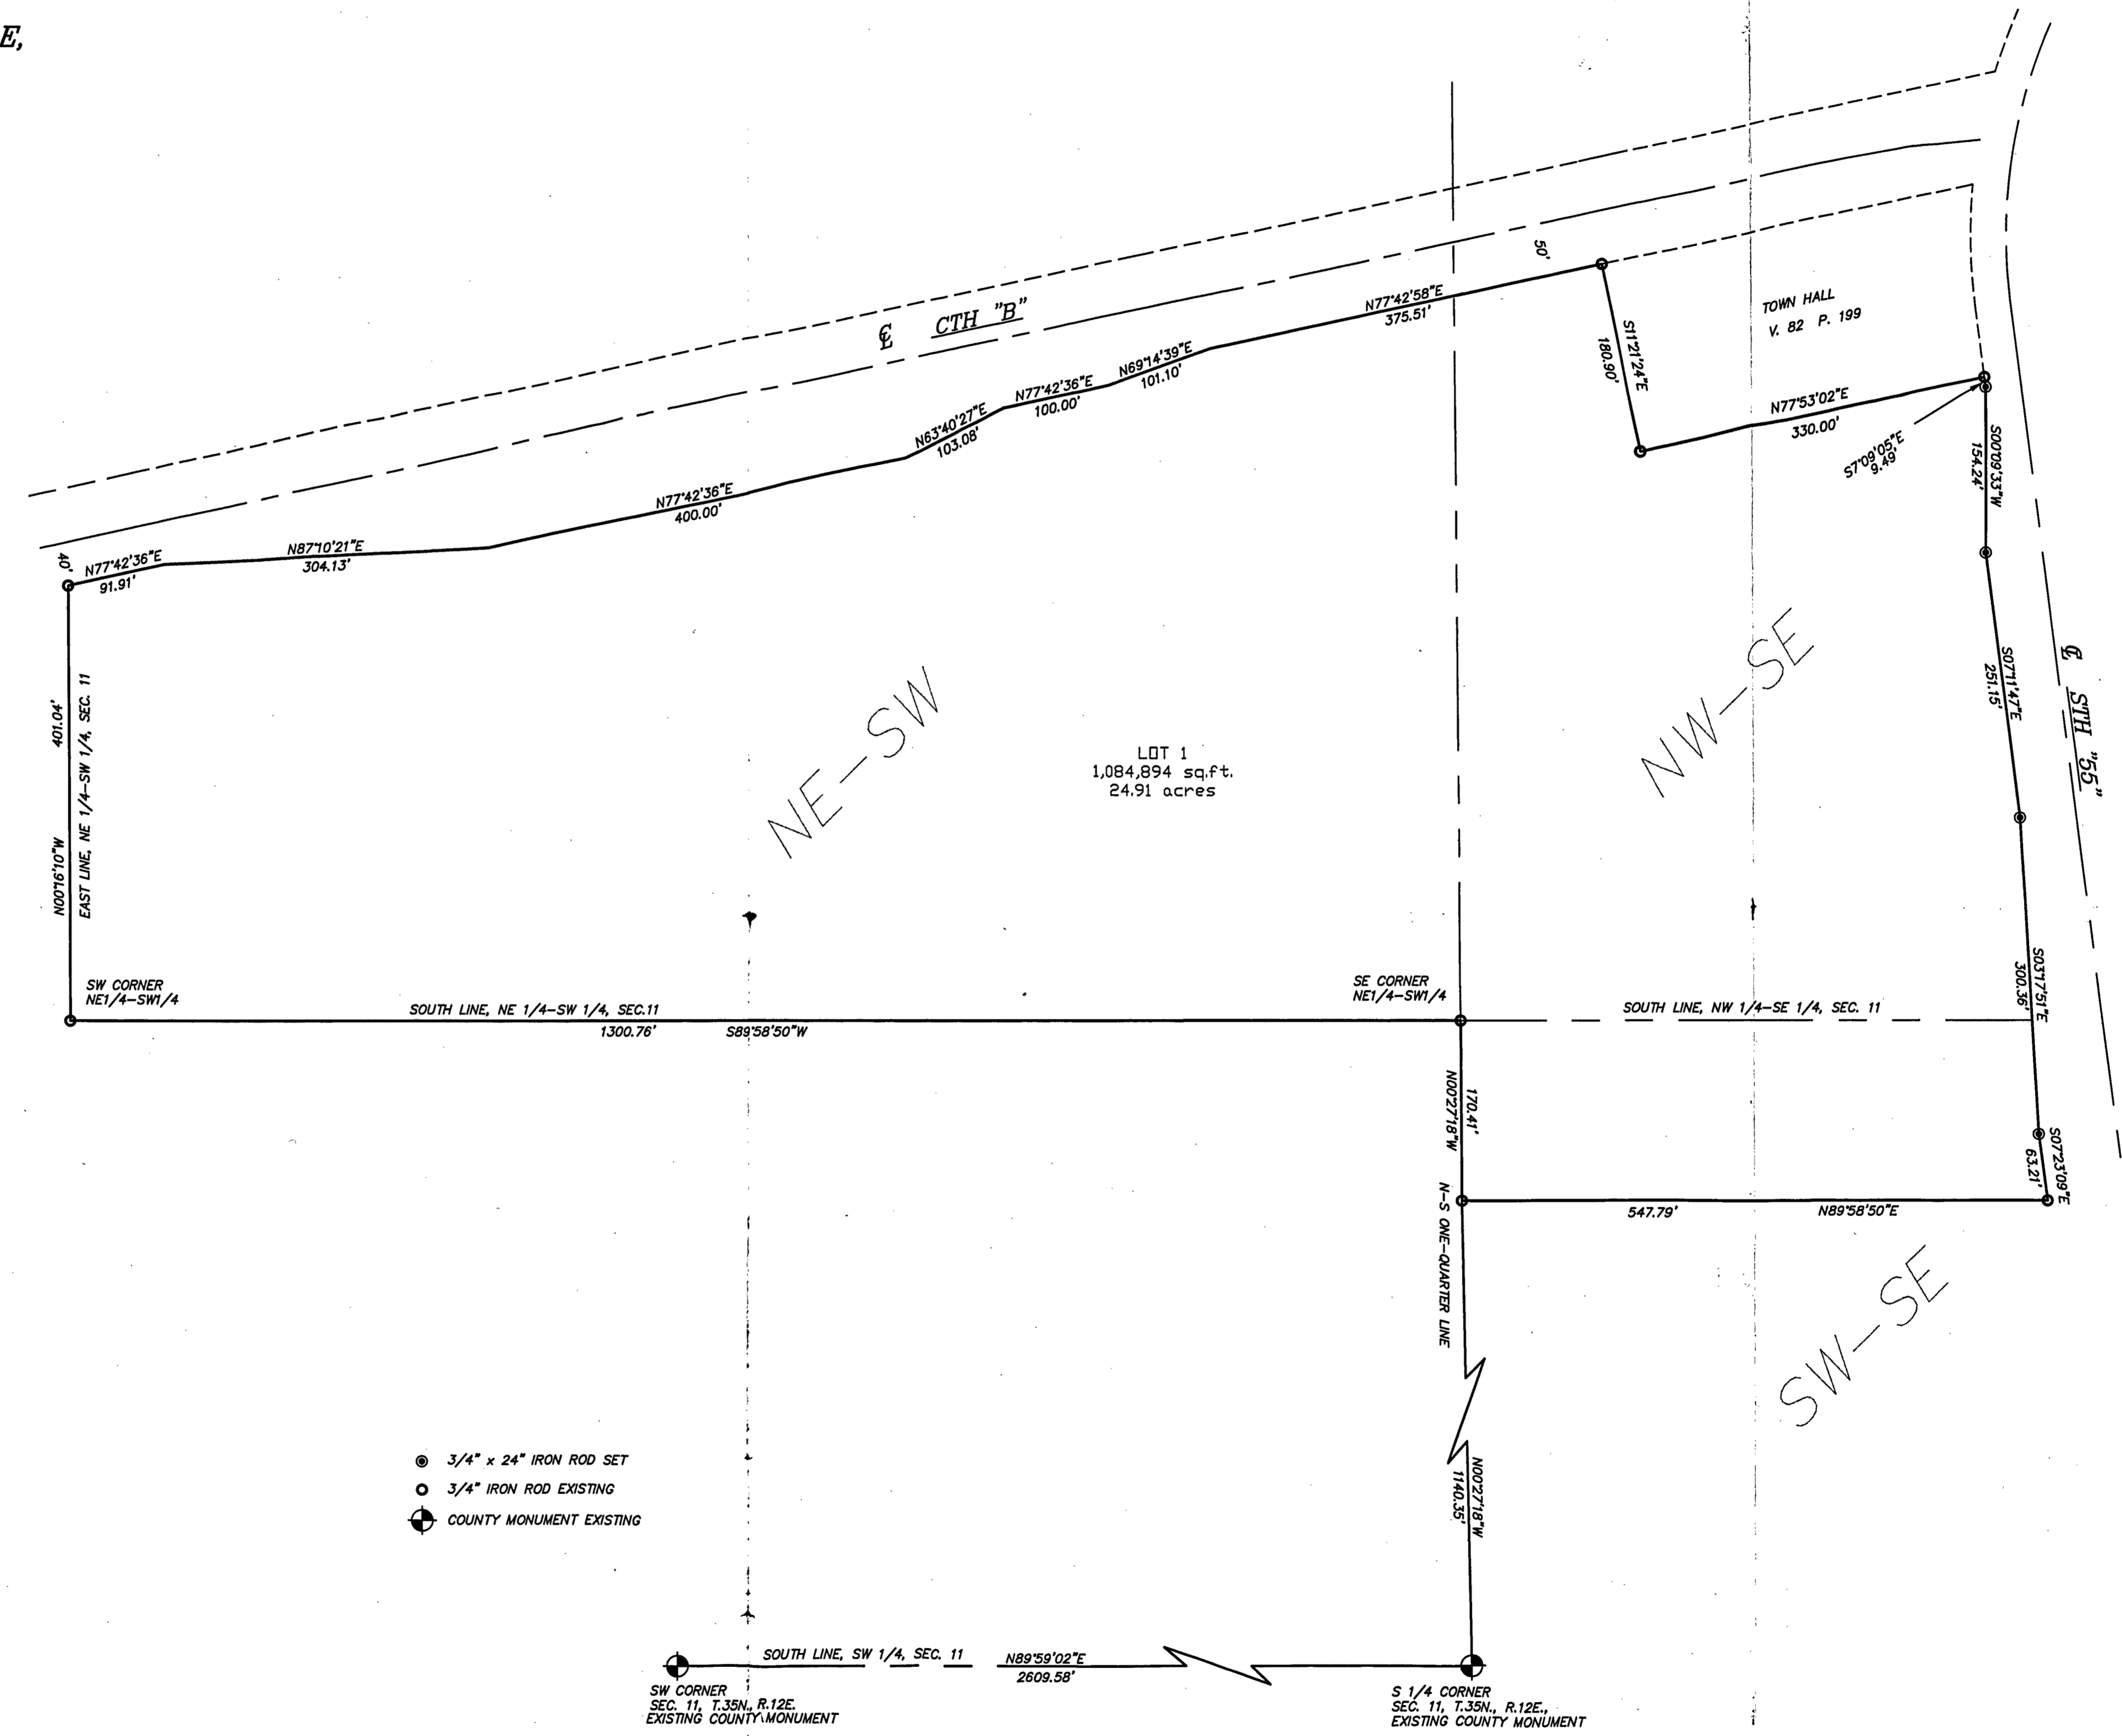 E,
℄ CTH "B"
50'
N77°42'58"E
375.51'
TOWN HALL
V. 82 P. 199
S11°21'24"E
180.90'
N69°14'39"E
101.10'
N77°42'36"E
100.00'
N63°40'27"E
103.08'
N77°53'02"E
330.00'
S7°09'05"E
9.49'
S00°09'33"W
154.24'
N77°42'36"E
400.00'
N87°10'21"E
304.13'
40'
N77°42'36"E
91.91'
S07°11'47"E
251.15'
℄ STH "55"
401.04'
N00°16'10"W
EAST LINE, NE 1/4-SW 1/4, SEC. 11
NE-SW
NW-SE
LOT 1
1,084,894 sq.ft.
24.91 acres
S03°17'51"E
300.36'
SW CORNER
NE1/4-SW1/4
SOUTH LINE, NE 1/4-SW 1/4, SEC.11
1300.76' S89°58'50"W
SE CORNER
NE1/4-SW1/4
SOUTH LINE, NW 1/4-SE 1/4, SEC. 11
170.41'
N00°27'18"W
S07°23'09"E
63.21'
547.79' N89°58'50"E
N-S ONE-QUARTER LINE
SW-SE
3/4" x 24" IRON ROD SET
3/4" IRON ROD EXISTING
COUNTY MONUMENT EXISTING
N00°27'18"W
1140.35'
SOUTH LINE, SW 1/4, SEC. 11
N89°59'02"E
2609.58'
SW CORNER
SEC. 11, T.35N., R.12E.
EXISTING COUNTY MONUMENT
S 1/4 CORNER
SEC. 11, T.35N., R.12E.,
EXISTING COUNTY MONUMENT